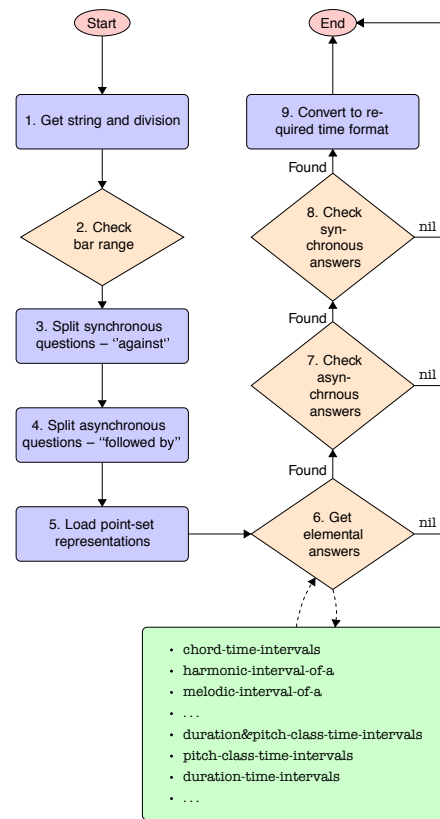 Start
1. Get string and division
2. Check
bar range
3. Split synchronous
questions – ‘'against‘'
4. Split asynchronous
questions – “followed by”
5. Load point-set
representations
End
9. Convert to re-
quired time format
Found
8. Check
syn-
chronous
answers
nil
Found
7. Check
asyn-
chrnous
answers
nil
Found
6. Get
elemental
answers
nil
• chord-time-intervals
• harmonic-interval-of-a
• melodic-interval-of-a
• ...
• duration&pitch-class-time-intervals
• pitch-class-time-intervals
• duration-time-intervals
• ...